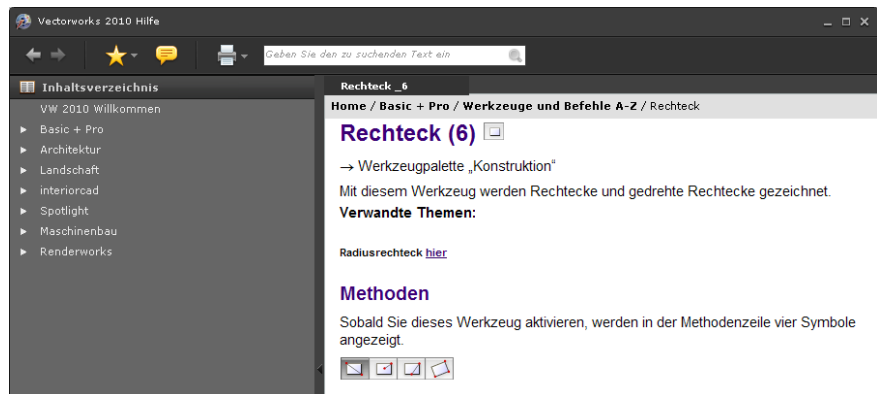 Vectorworks 2010 Hilfe
Geben Sie den zu suchenden Text ein
Inhaltsverzeichnis
VW 2010 Willkommen
Basic + Pro
Architektur
Landschaft
interiorcad
Spotlight
Maschinenbau
Renderworks
Rechteck _6
Home / Basic + Pro / Werkzeuge und Befehle A-Z / Rechteck
Rechteck (6)
→ Werkzeugpalette „Konstruktion“
Mit diesem Werkzeug werden Rechtecke und gedrehte Rechtecke gezeichnet.
Verwandte Themen:
Radiusrechteck hier
Methoden
Sobald Sie dieses Werkzeug aktivieren, werden in der Methodenzeile vier Symbole
angezeigt.